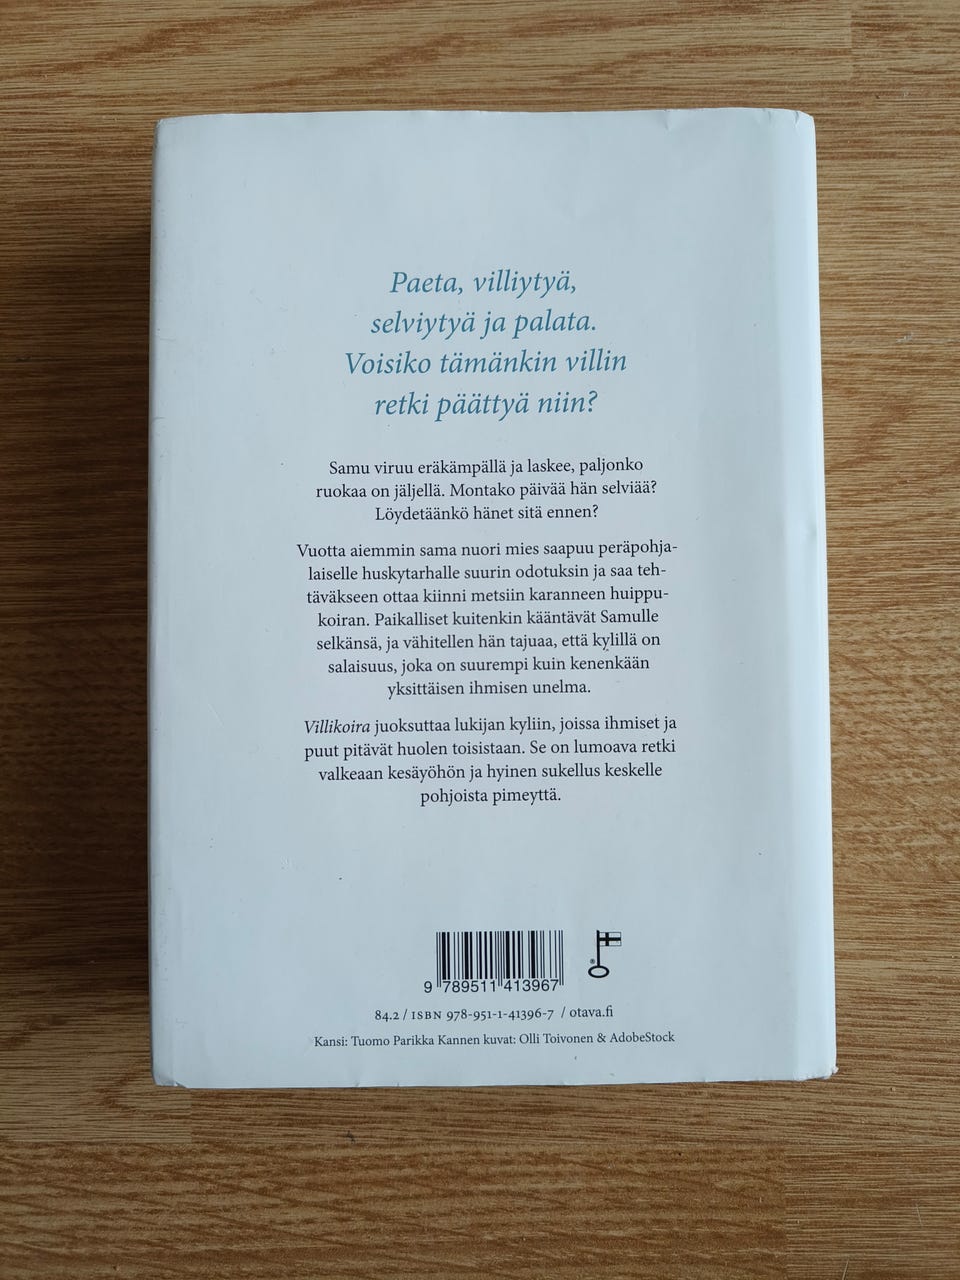 Paeta, villiytyä,
selviytyä ja palata.
Voisiko tämänkin villin
retki päättyä niin?
Samu viruu eräkämpällä ja laskee, paljonko
ruokaa on jäljellä. Montako päivää hän selviää?
Löydetäänkö hänet sitä ennen?
Vuotta aiemmin sama nuori mies saapuu peräpohja-
laiselle huskytarhalle suurin odotuksin ja saa teh-
täväkseen ottaa kiinni metsiin karanneen huippu-
koiran. Paikalliset kuitenkin kääntävät Samulle
selkänsä, ja vähitellen hän tajuaa, että kylillä on
salaisuus, joka on suurempi kuin kenenkään
yksittäisen ihmisen unelma.
Villikoira juoksuttaa lukijan kyliin, joissa ihmiset ja
puut pitävät huolen toisistaan. Se on lumoava retki
valkeaan kesäyöhön ja hyinen sukellus keskelle
pohjoista pimeyttä.
9 789511 413967
®
84.2 / ISBN 978-951-1-41396-7 / otava.fi
Kansi: Tuomo Parikka Kannen kuvat: Olli Toivonen & AdobeStock